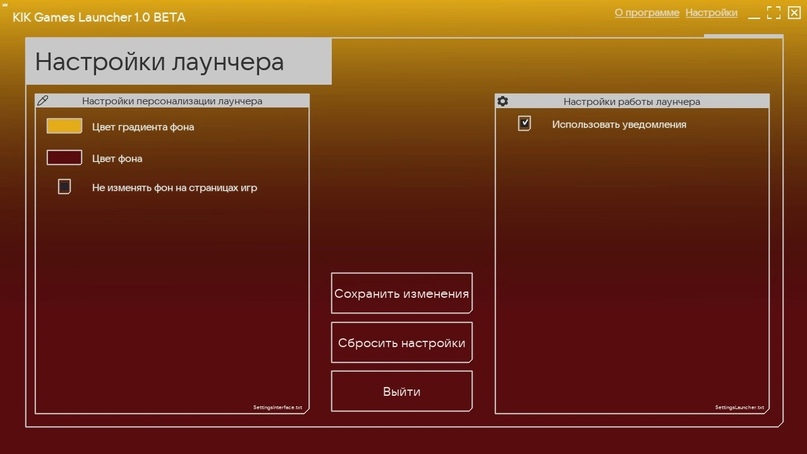 KIK Games Launcher 1.0 BETA
О программе Настройки
Настройки лаунчера
Настройки персонализации лаунчера
Цвет градиента фона
Цвет фона
Не изменять фон на страницах игр
SettingsInterface.txt
Сохранить изменения
Сбросить настройки
Выйти
Настройки работы лаунчера
Использовать уведомления
SettingsLauncher.txt